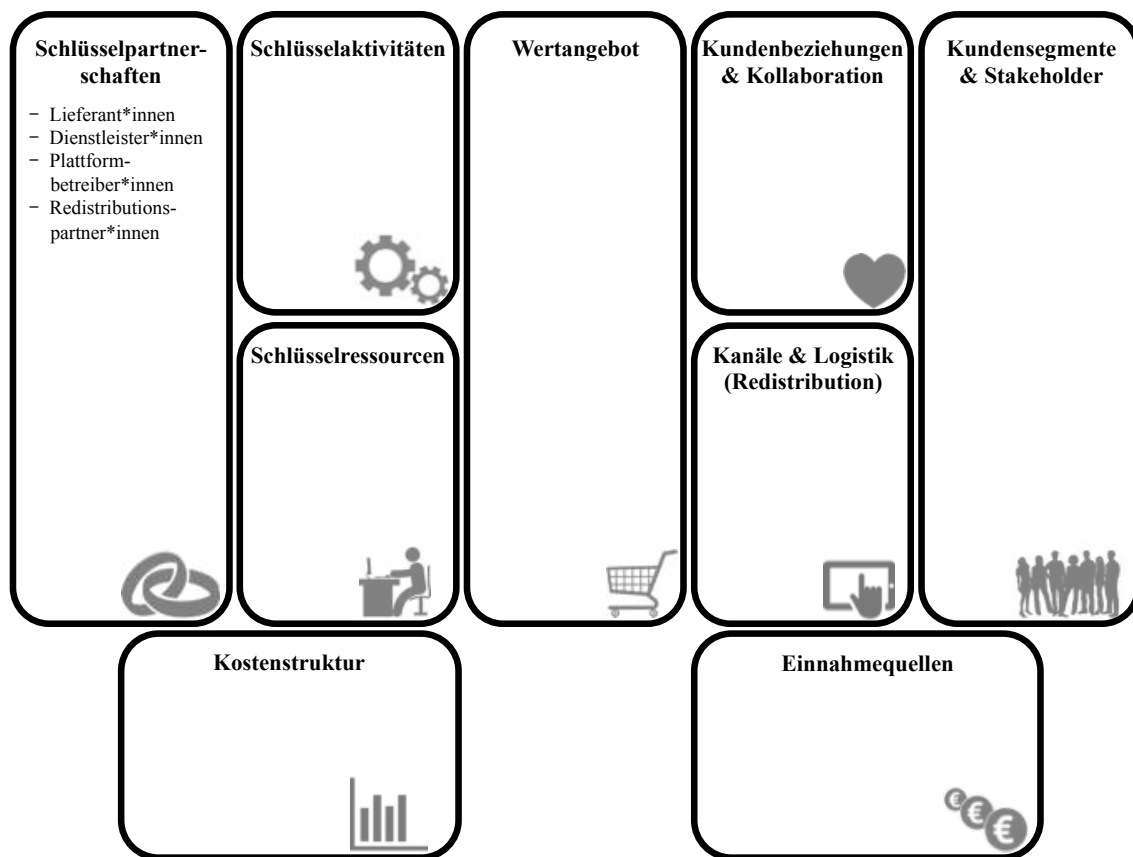 Schlüsselpartner-
schaften
– Lieferant*innen
– Dienstleister*innen
– Plattform-
betreiber*innen
– Redistributions-
partner*innen
Schlüsselaktivitäten
Schlüsselressourcen
Wertangebot
Kundenbeziehungen
& Kollaboration
Kanäle & Logistik
(Redistribution)
Kundensegmente
& Stakeholder
Kostenstruktur
Einnahmequellen
€
€
€